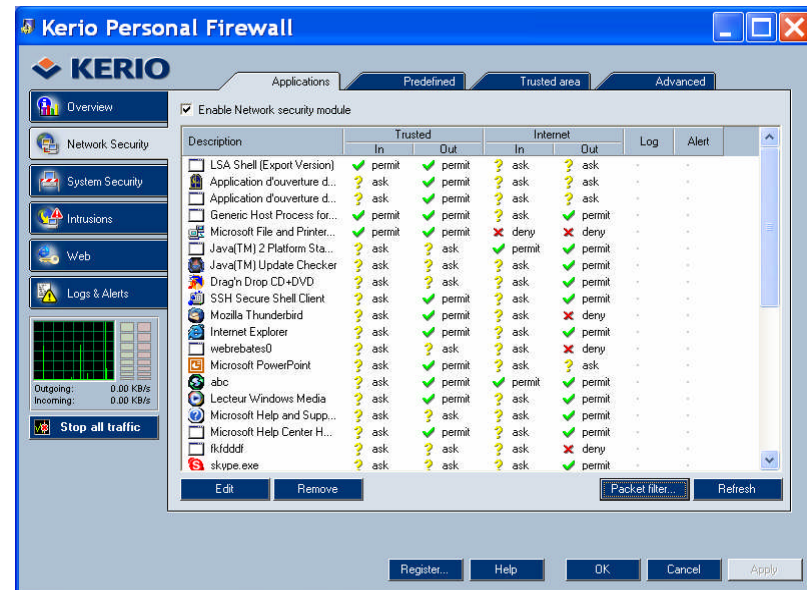 Kerio Personal Firewall
KERIO
Applications Predefined Trusted area Advanced
Overview
Network Security
System Security
Intrusions
Web
Logs & Alerts
Outgoing: 0.00 KB/s
Incoming: 0.00 KB/s
Stop all traffic
Enable Network security module
Description Trusted Internet Log Alert
In Out In Out
LSA Shell (Export Version) permit permit ? ask ? ask
Application d'ouverture d... ? ask permit ? ask ? ask
Application d'ouverture d... ? ask permit ? ask ? ask
Generic Host Process for... permit permit ? ask permit
Microsoft File and Printer... permit permit deny deny
Java(TM) 2 Platform Sta... ? ask ? ask permit permit
Java(TM) Update Checker ? ask ? ask ? ask permit
Drag'n Drop CD+DVD ? ask ? ask ? ask permit
SSH Secure Shell Client ? ask permit ? ask permit
Mozilla Thunderbird ? ask permit ? ask deny
Internet Explorer ? ask permit ? ask permit
webrebates0 ? ask ? ask ? ask deny
Microsoft PowerPoint ? ask permit ? ask ? ask
abc ? ask permit permit permit
Lecteur Windows Media ? ask permit ? ask permit
Microsoft Help and Supp... ? ask ? ask ? ask permit
Microsoft Help Center H... ? ask permit ? ask permit
fkfdddf ? ask ? ask ? ask deny
skype.exe ? ask ? ask ? ask permit
Edit Remove Packet filter... Refresh
Register... Help OK Cancel Apply